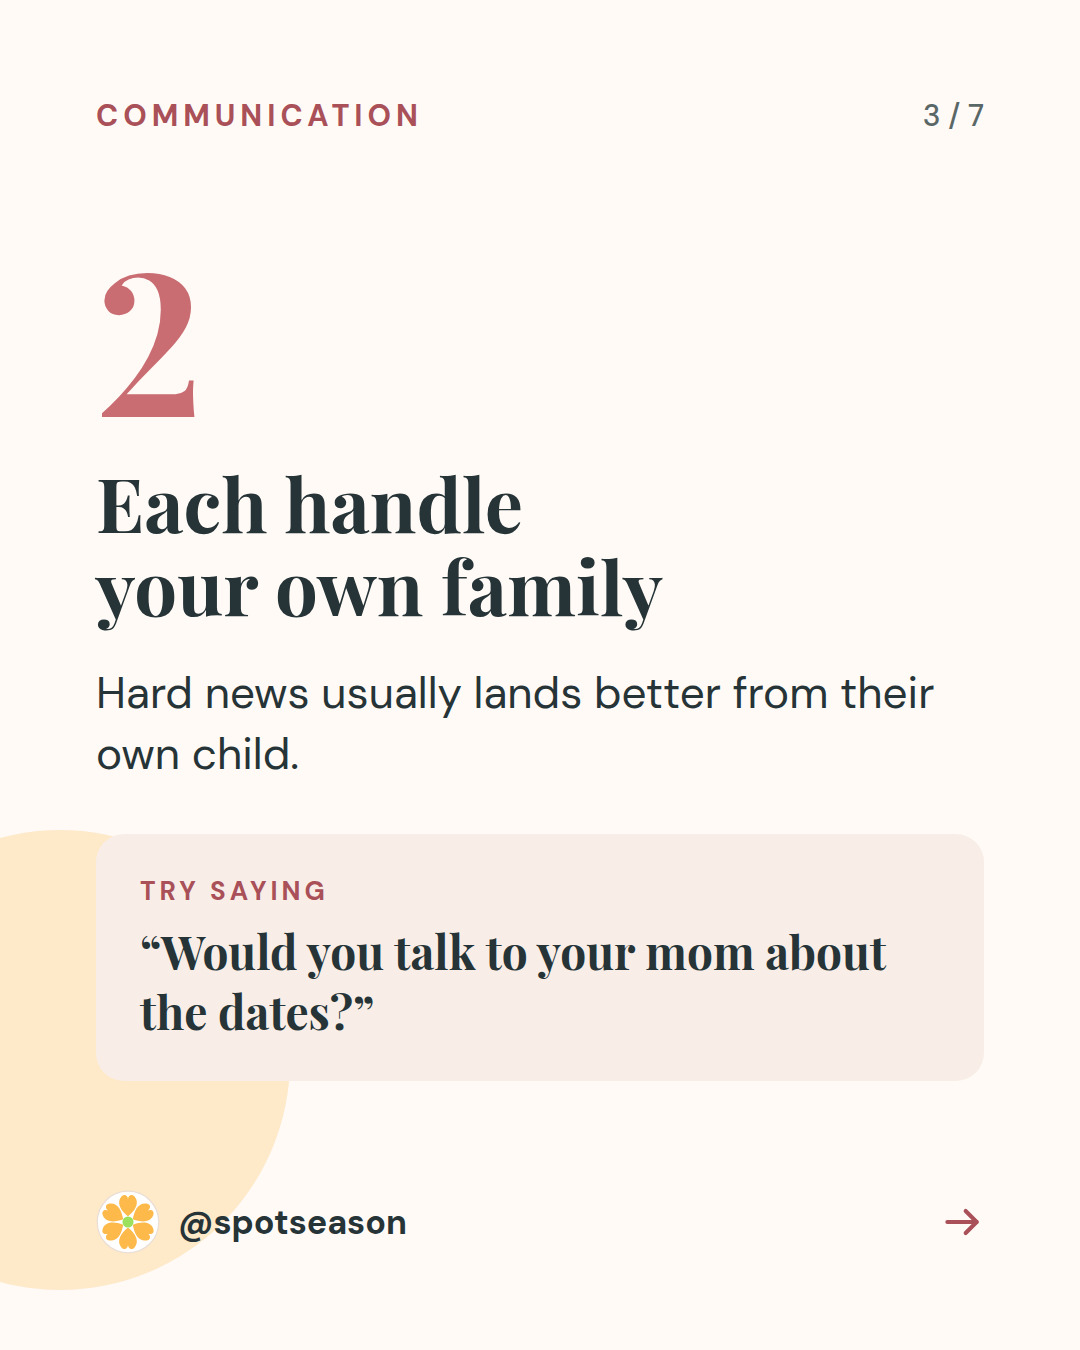 COMMUNICATION
3 / 7
2
Each handle
your own family
Hard news usually lands better from their
own child.
TRY SAYING
“Would you talk to your mom about
the dates?”
@spotseason